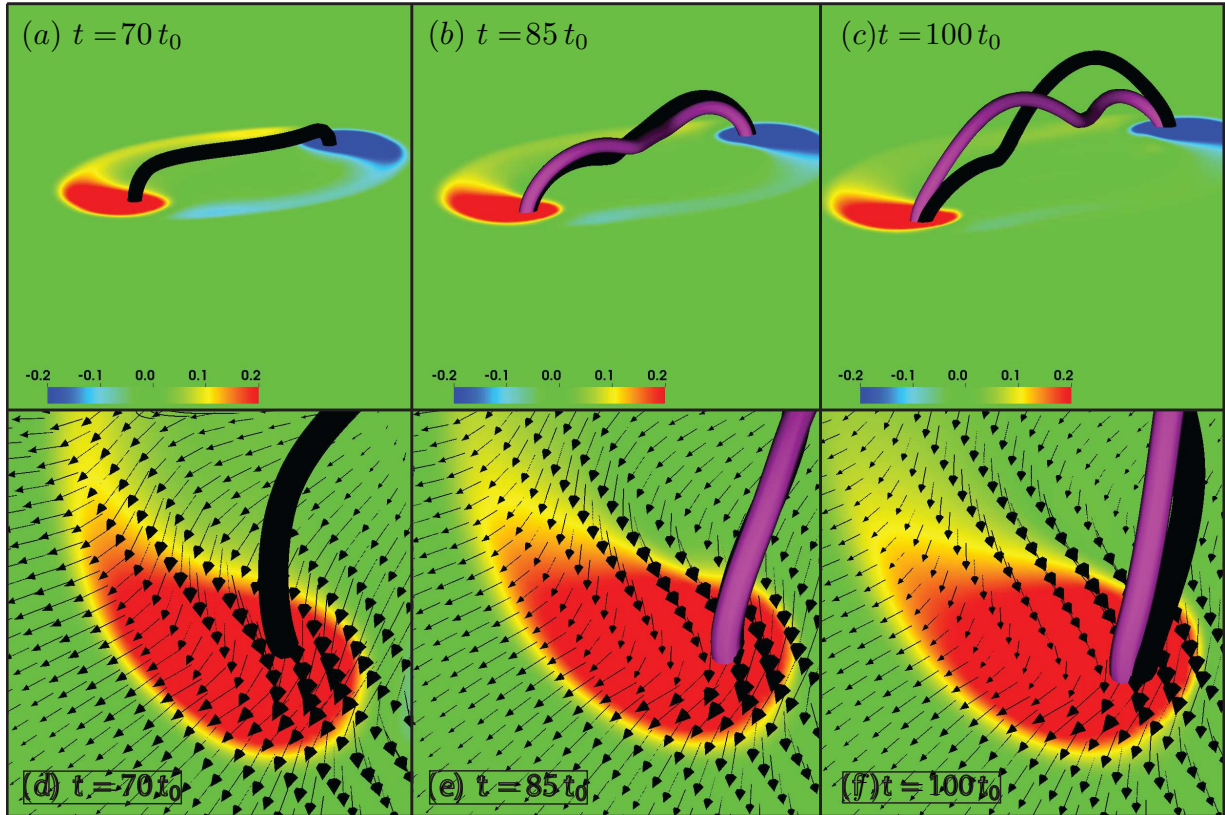 (a) t = 70 t₀
(b) t = 85 t₀
(c) t = 100 t₀
-0.2 -0.1 0.0 0.1 0.2
-0.2 -0.1 0.0 0.1 0.2
-0.2 -0.1 0.0 0.1 0.2
(d) t = 70 t₀
(e) t = 85 t₀
(f) t = 100 t₀